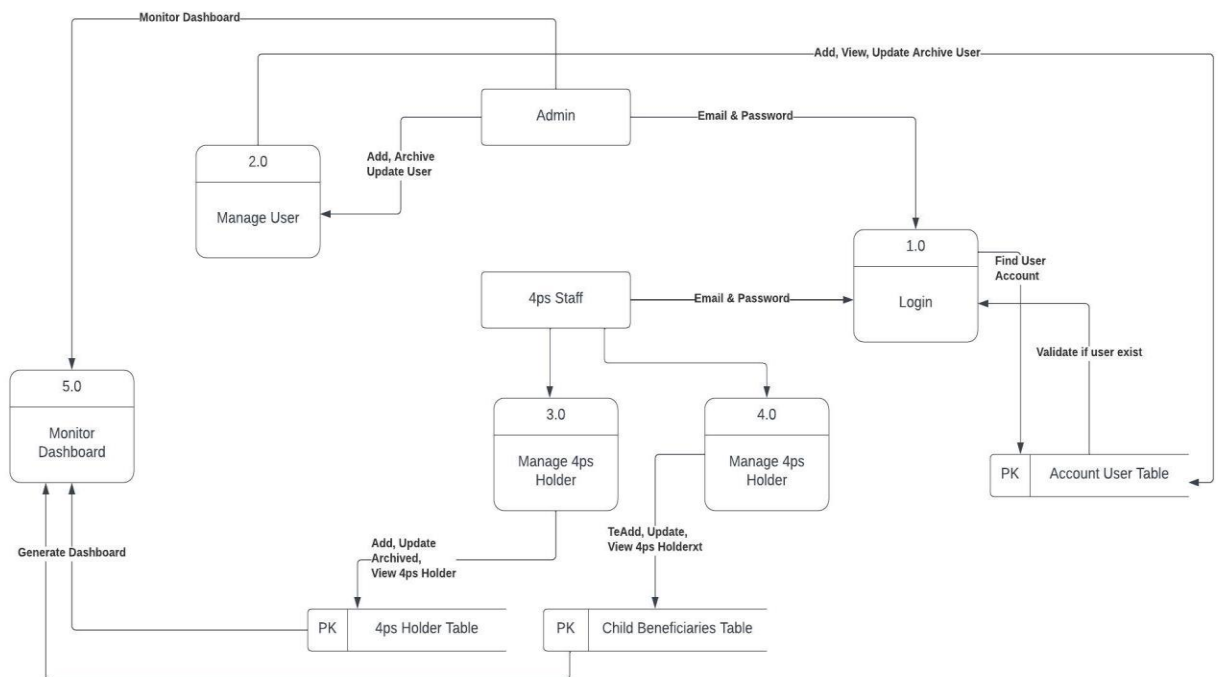 Monitor Dashboard
Add, View, Update Archive User
Admin
Email & Password
2.0
Manage User
Add, Archive
Update User
1.0
Login
Find User
Account
4ps Staff
Email & Password
Validate if user exist
5.0
Monitor
Dashboard
3.0
Manage 4ps
Holder
4.0
Manage 4ps
Holder
PK
Account User Table
Generate Dashboard
Add, Update
Archived,
View 4ps Holder
TeAdd, Update,
View 4ps Holderxt
PK
4ps Holder Table
PK
Child Beneficiaries Table